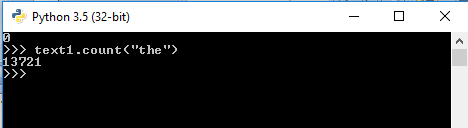 Python 3.5 (32-bit)
0
>>> text1.count("the")
13721
>>>